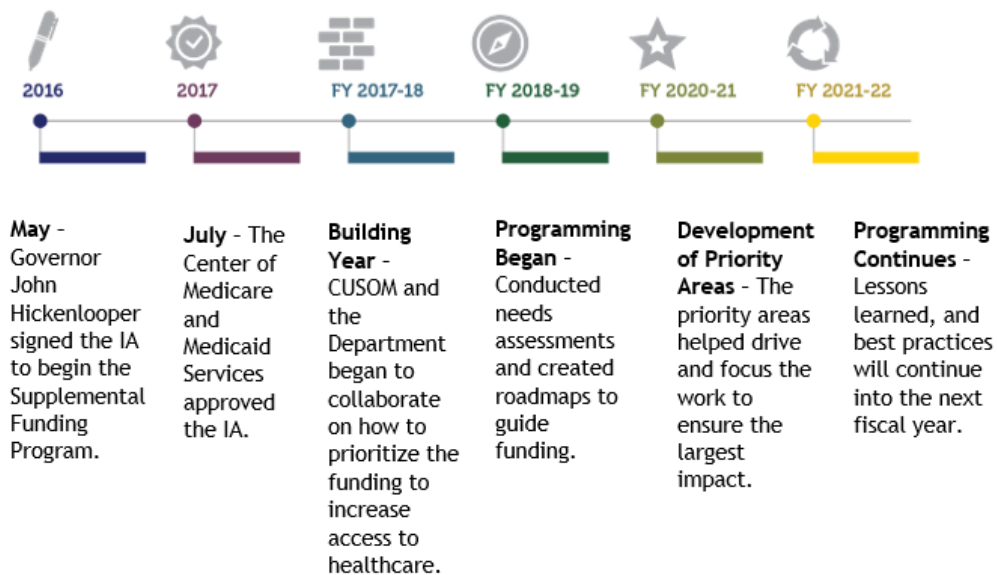 2016
2017
FY 2017-18
FY 2018-19
FY 2020-21
FY 2021-22
May –
Governor
John
Hickenlooper
signed the IA
to begin the
Supplemental
Funding
Program.
July – The
Center of
Medicare
and
Medicaid
Services
approved
the IA.
Building
Year –
CUSOM and
the
Department
began to
collaborate
on how to
prioritize the
funding to
increase
access to
healthcare.
Programming
Began –
Conducted
needs
assessments
and created
roadmaps to
guide
funding.
Development
of Priority
Areas – The
priority areas
helped drive
and focus the
work to
ensure the
largest
impact.
Programming
Continues –
Lessons
learned, and
best practices
will continue
into the next
fiscal year.